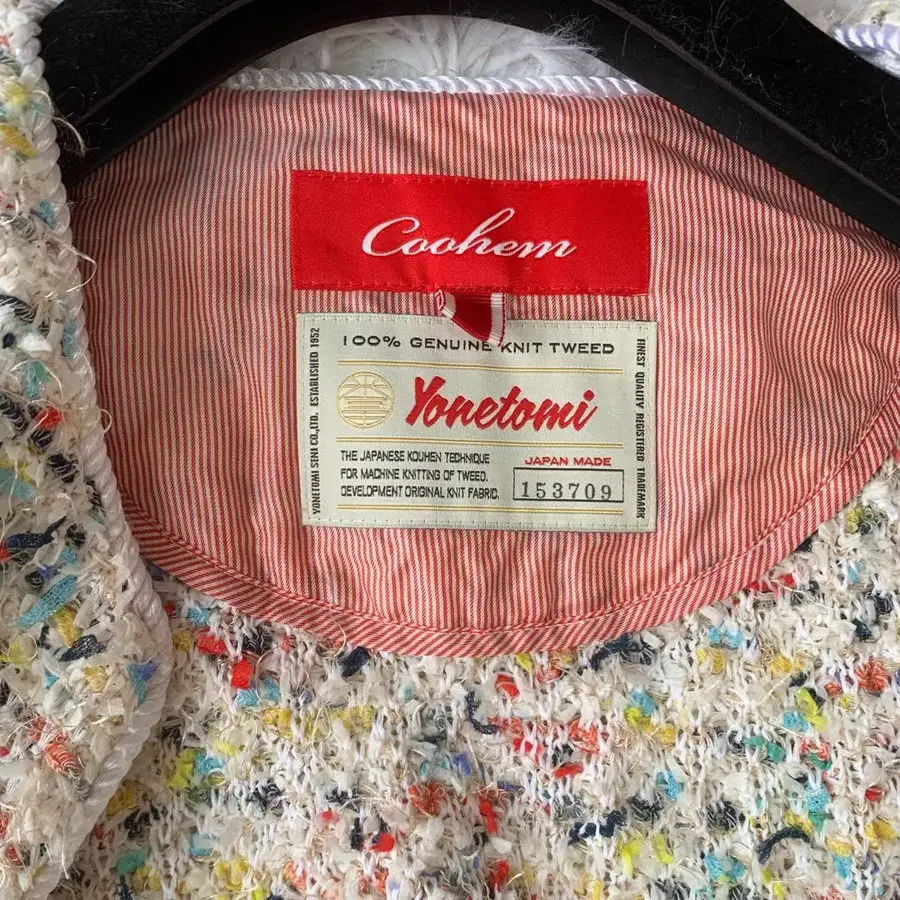 Coohem
100% GENUINE KNIT TWEED
YONETOMI SENI CO.,LTD. ESTABLISHED 1952
Yonetomi
FINEST QUALITY REGISTERED TRADEMARK
THE JAPANESE KOUHEN TECHNIQUE
FOR MACHINE KNITTING OF TWEED.
DEVELOPMENT ORIGINAL KNIT FABRIC.
JAPAN MADE
153709